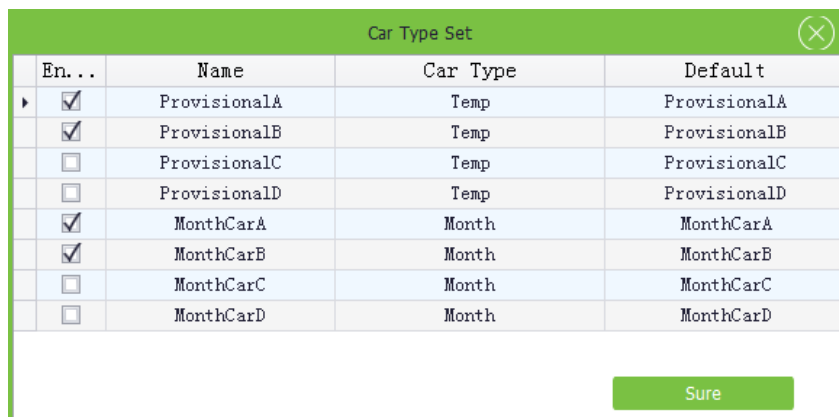 Car Type Set
En... Name Car Type Default
ProvisionalA Temp ProvisionalA
ProvisionalB Temp ProvisionalB
ProvisionalC Temp ProvisionalC
ProvisionalD Temp ProvisionalD
MonthCarA Month MonthCarA
MonthCarB Month MonthCarB
MonthCarC Month MonthCarC
MonthCarD Month MonthCarD
Sure